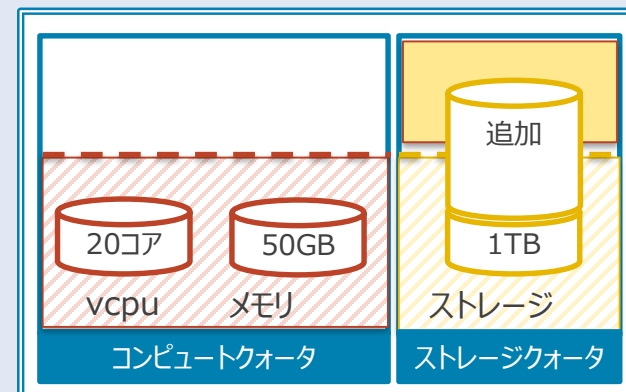 追加
20コア
50GB
1TB
vcpu
メモリ
ストレージ
コンピュートクォータ
ストレージクォータ